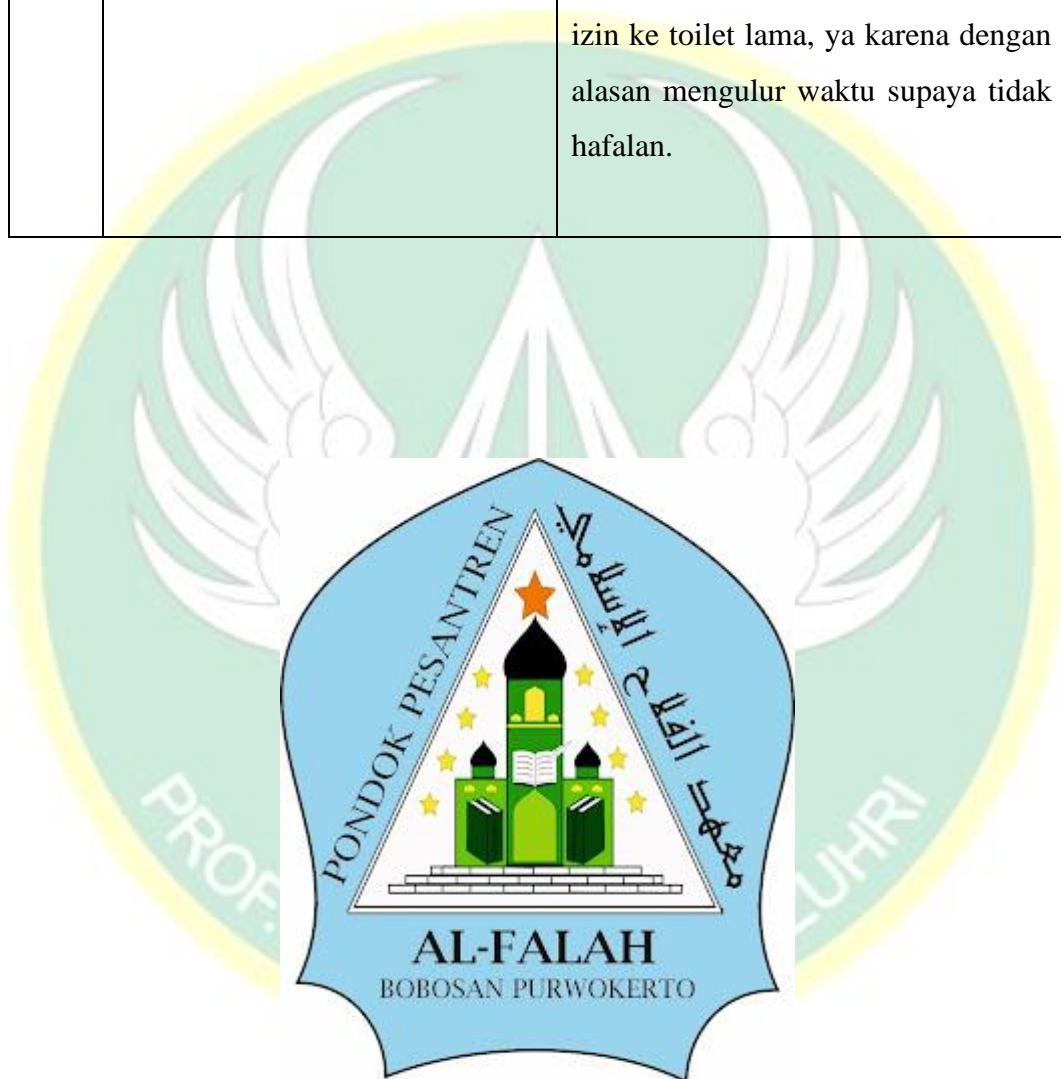 izin ke toilet lama, ya karena dengan
alasan mengulur waktu supaya tidak
hafalan.
PONDOK PESANTREN
معهد الفلاح الإسلامي
AL-FALAH
BOBOSAN PURWOKERTO
PROF.